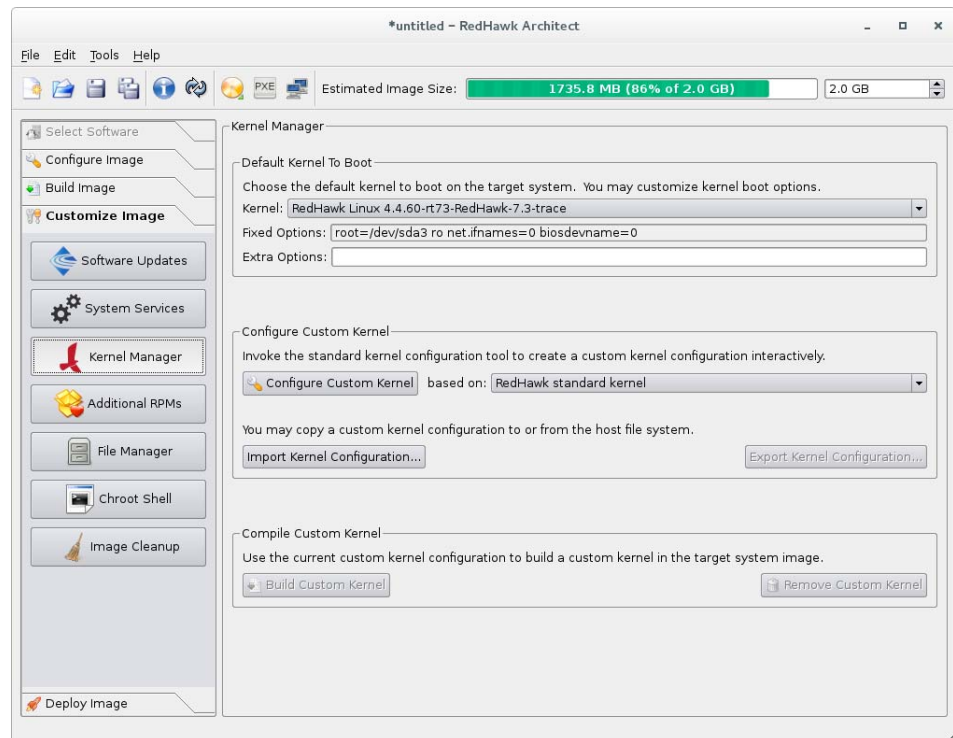 *untitled – RedHawk Architect
File Edit Tools Help
PXE Estimated Image Size: 1735.8 MB (86% of 2.0 GB) 2.0 GB
Select Software
Configure Image
Build Image
Customize Image
Software Updates
System Services
Kernel Manager
Additional RPMs
File Manager
Chroot Shell
Image Cleanup
Deploy Image
Kernel Manager
Default Kernel To Boot
Choose the default kernel to boot on the target system. You may customize kernel boot options.
Kernel: RedHawk Linux 4.4.60-rt73-RedHawk-7.3-trace
Fixed Options: root=/dev/sda3 ro net.ifnames=0 biosdevname=0
Extra Options:
Configure Custom Kernel
Invoke the standard kernel configuration tool to create a custom kernel configuration interactively.
Configure Custom Kernel based on: RedHawk standard kernel
You may copy a custom kernel configuration to or from the host file system.
Import Kernel Configuration... Export Kernel Configuration...
Compile Custom Kernel
Use the current custom kernel configuration to build a custom kernel in the target system image.
Build Custom Kernel Remove Custom Kernel